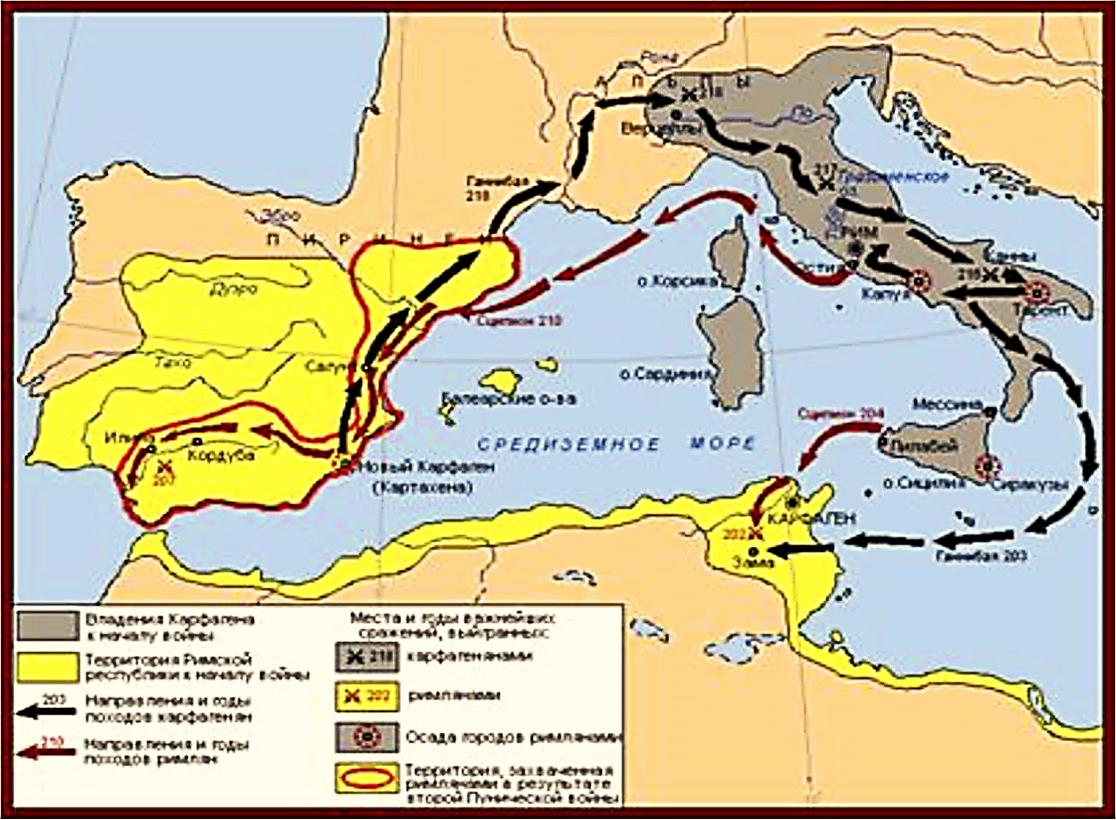 Рона
А Л Ь П Ы
218
Верцеллы
По
Ганнибал
218
217
Тразименское
оз.
Эбро
П И Р И Н Е И
РИМ
Остия
Канны
216
Капуя
Тарент
о.Корсика
Дуэро
Сципион 210
Тахо
Сагунт
о.Сардиния
Балеарские о-ва
Мессина
Сципион 204
СРЕДИЗЕМНОЕ МОРЕ
Лилабей
Илипа
Кордуба
207
Новый Карфаген
(Картахена)
о.Сицилия
Сиракузы
КАРФАГЕН
202
Зама
Ганнибал 203
Владения Карфагена
к началу войны
Территория Римской
республики к началу войны
203
Направления и годы
походов карфагенян
210
Направления и годы
походов римлян
Места и годы важнейших
сражений, выигранных:
218
карфагенянами
202
римлянами
Осада городов римлянами
Территория, захваченная
римлянами в результате
второй Пунической войны